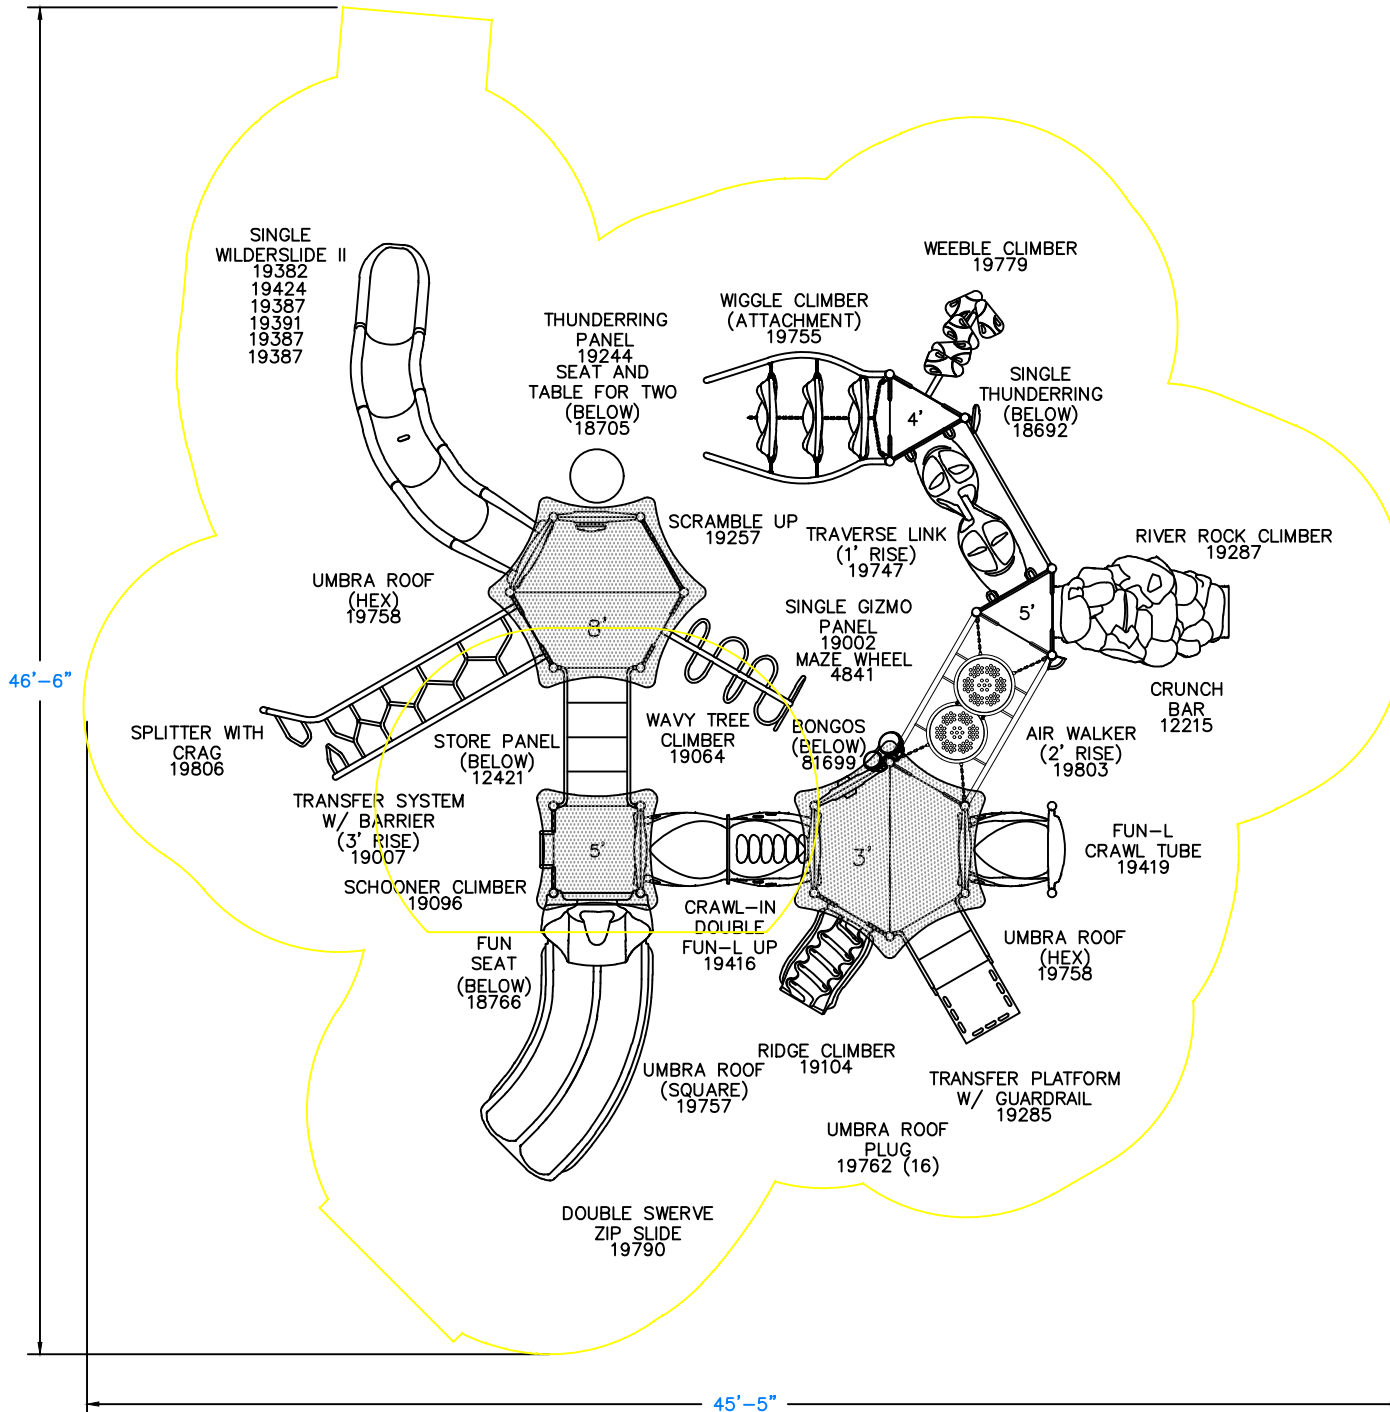 SINGLE
WILDERSLIDE II
19382
19424
19387
19391
19387
19387
THUNDERRING
PANEL
19244
SEAT AND
TABLE FOR TWO
(BELOW)
18705
WIGGLE CLIMBER
(ATTACHMENT)
19755
WEEBLE CLIMBER
19779
SINGLE
THUNDERRING
(BELOW)
18692
4'
SCRAMBLE UP
19257
TRAVERSE LINK
(1' RISE)
19747
RIVER ROCK CLIMBER
19287
UMBRA ROOF
(HEX)
19758
8'
SINGLE GIZMO
PANEL
19002
MAZE WHEEL
4841
5'
46'-6"
SPLITTER WITH
CRAG
19806
STORE PANEL
(BELOW)
12421
WAVY TREE
CLIMBER
19064
BONGOS
(BELOW)
81699
CRUNCH
BAR
12215
AIR WALKER
(2' RISE)
19803
TRANSFER SYSTEM
W/ BARRIER
(3' RISE)
19007
5'
3'
FUN-L
CRAWL TUBE
19419
SCHOONER CLIMBER
19096
CRAWL-IN
DOUBLE
FUN-L UP
19416
FUN
SEAT
(BELOW)
18766
UMBRA ROOF
(HEX)
19758
RIDGE CLIMBER
19104
UMBRA ROOF
(SQUARE)
19757
TRANSFER PLATFORM
W/ GUARDRAIL
19285
UMBRA ROOF
PLUG
19762 (16)
DOUBLE SWERVE
ZIP SLIDE
19790
45'-5"